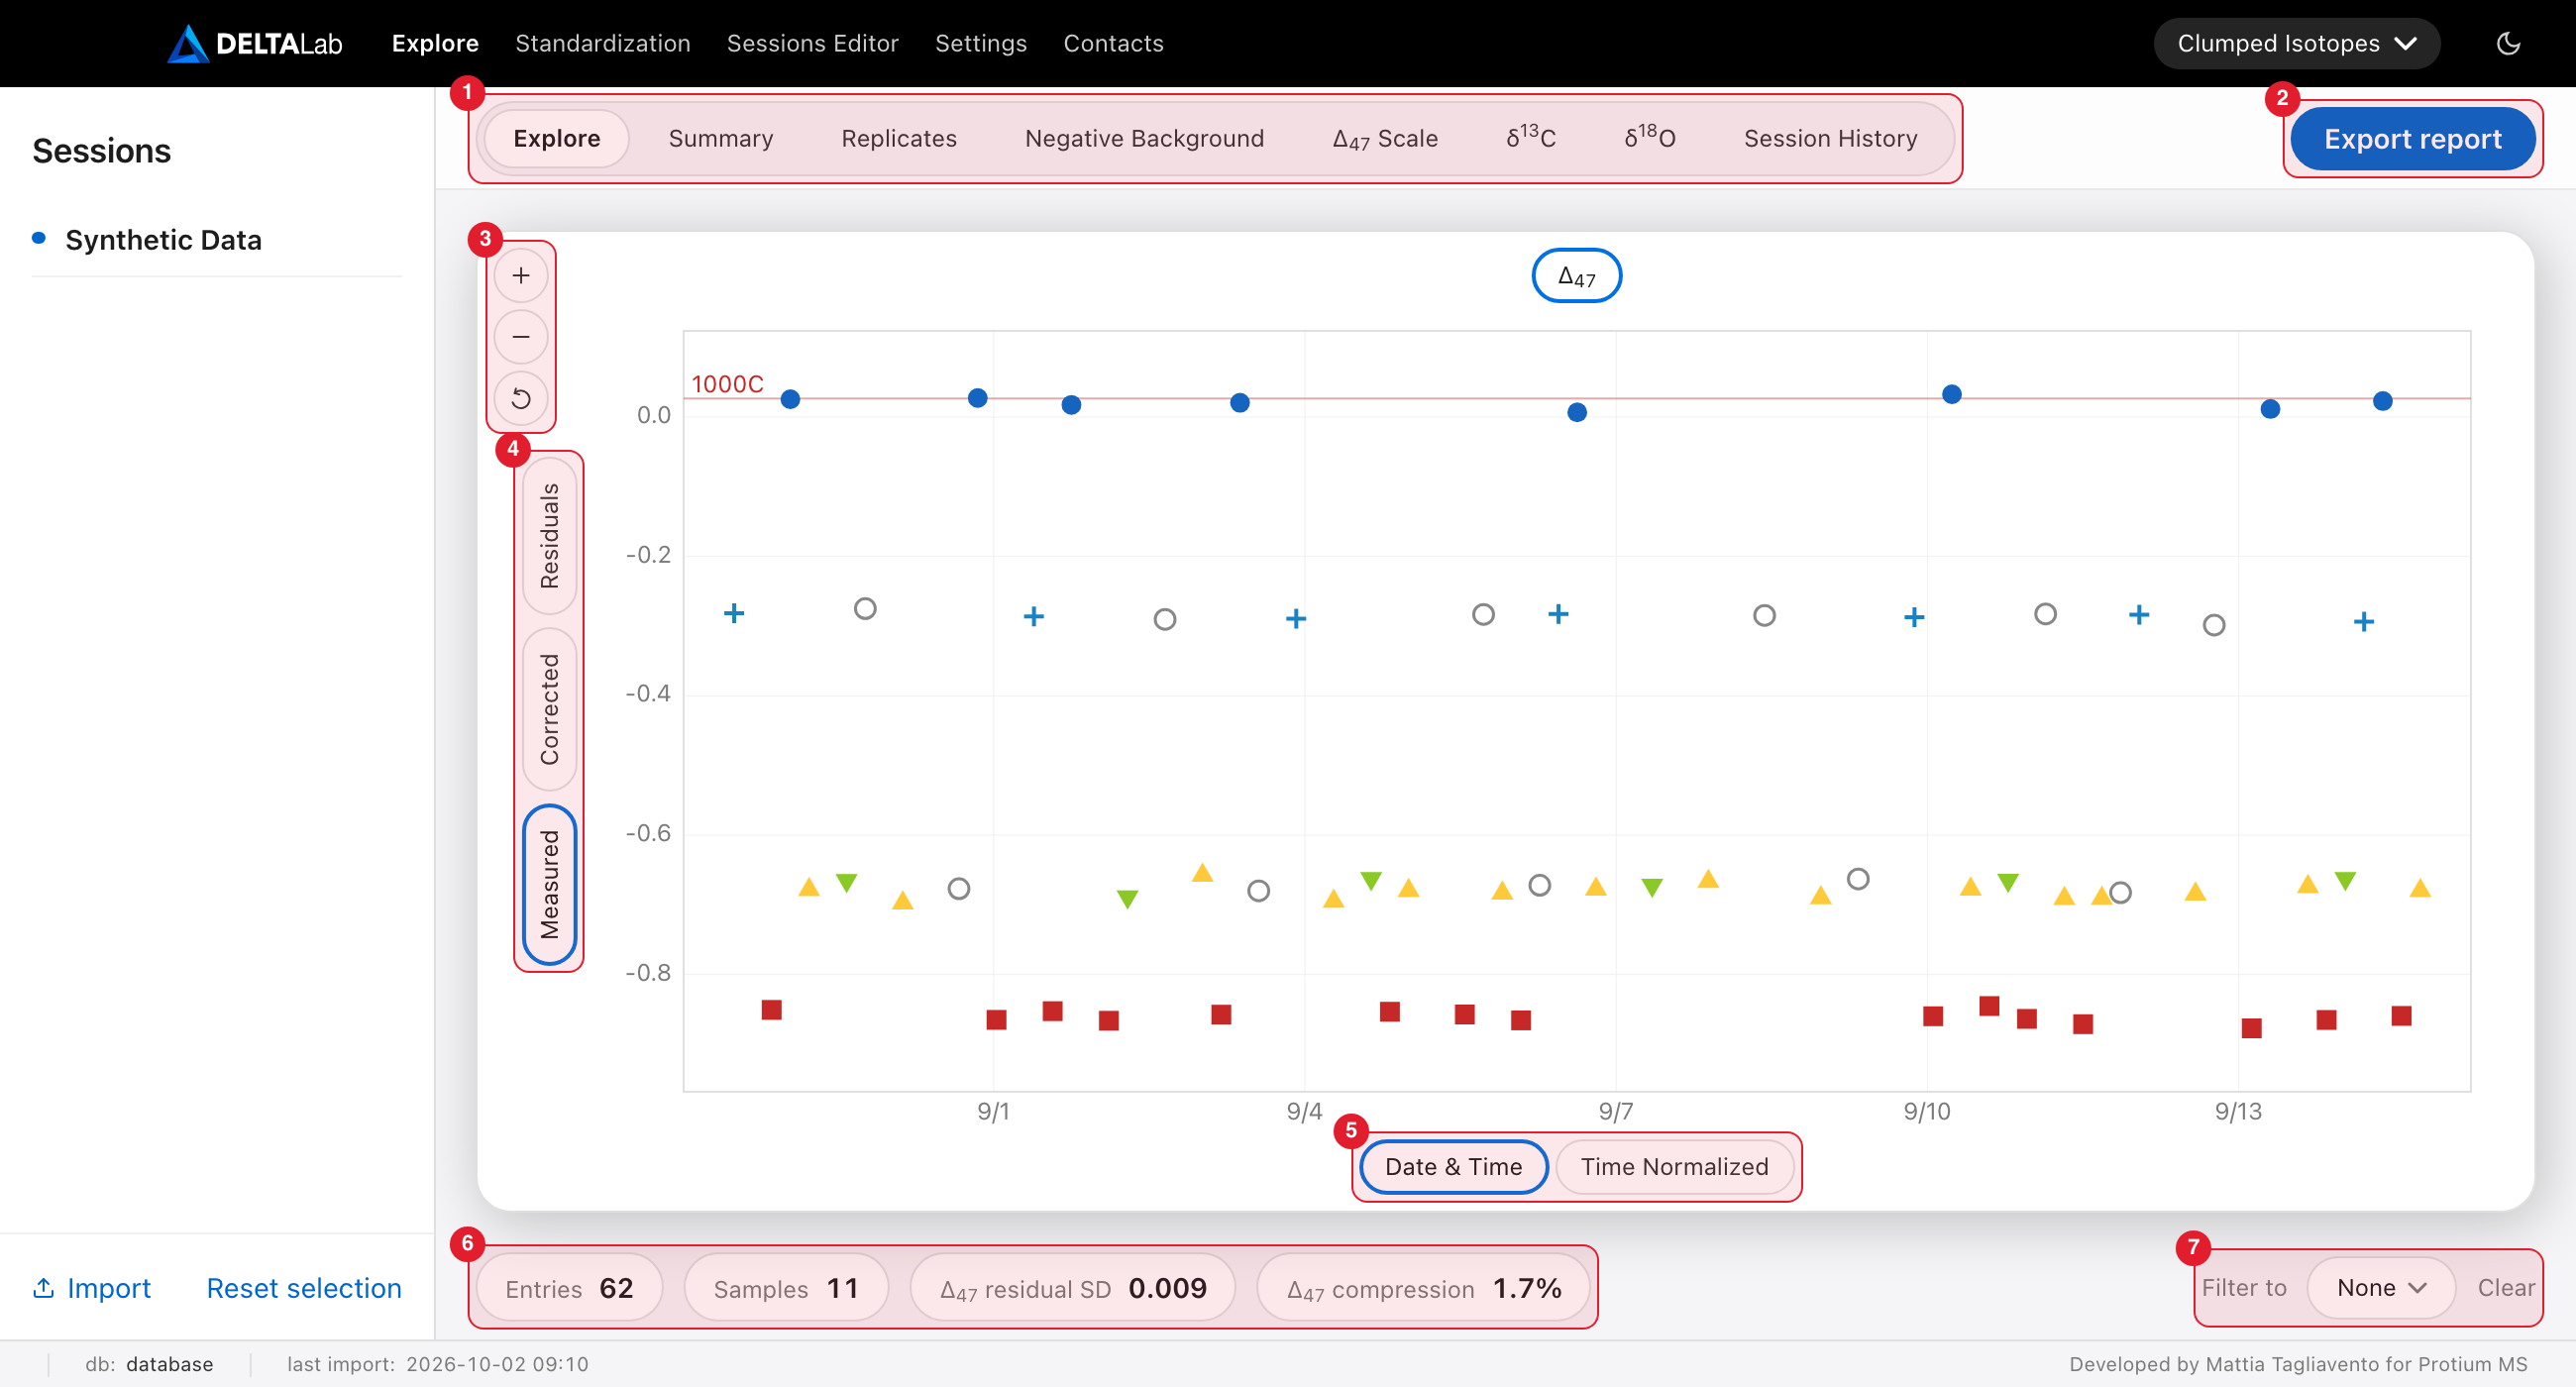 DELTALab Explore Standardization Sessions Editor Settings Contacts Clumped Isotopes
1 2
Sessions
Explore Summary Replicates Negative Background Δ47 Scale δ13C δ18O Session History Export report
Synthetic Data
3
Δ47
4
Residuals
Corrected
Measured
1000C
0.0
-0.2
-0.4
-0.6
-0.8
9/1 9/4 9/7 9/10 9/13
5
Date & Time Time Normalized
6 7
Import Reset selection
Entries 62 Samples 11 Δ47 residual SD 0.009 Δ47 compression 1.7% Filter to None Clear
db: database last import: 2026-10-02 09:10 Developed by Mattia Tagliavento for Protium MS